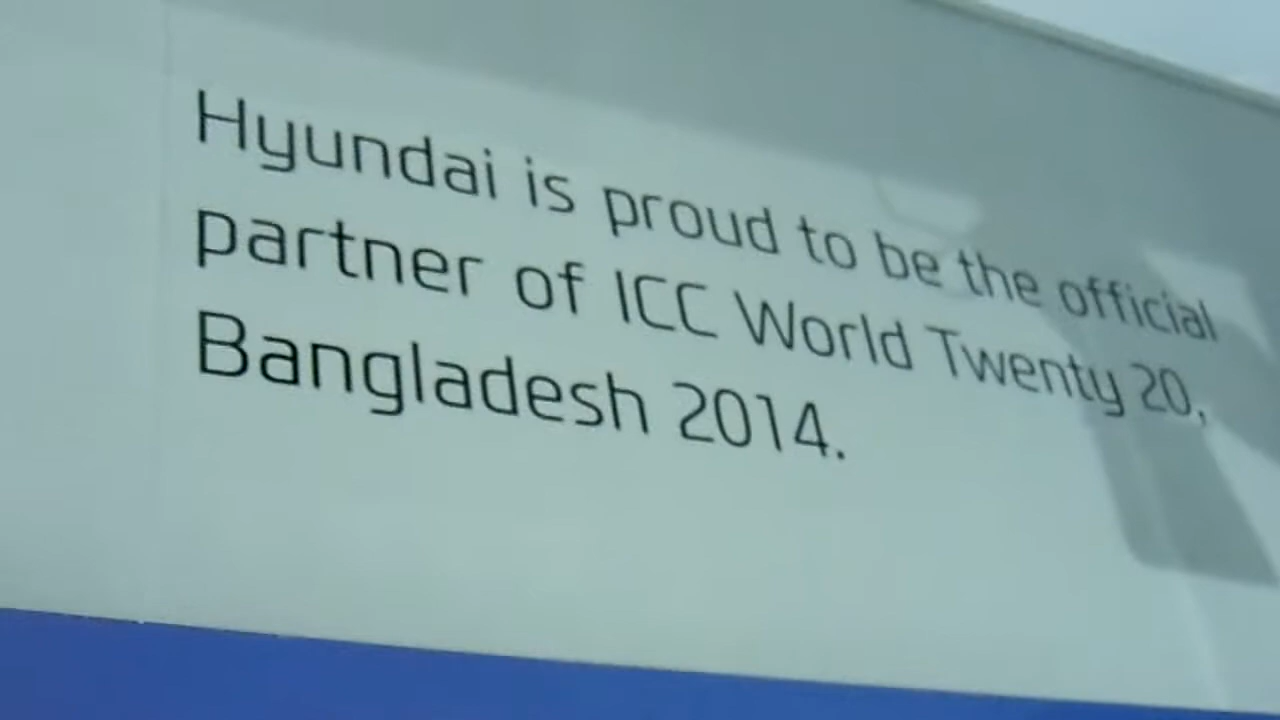 Hyundai is proud to be the official
partner of ICC World Twenty 20,
Bangladesh 2014.